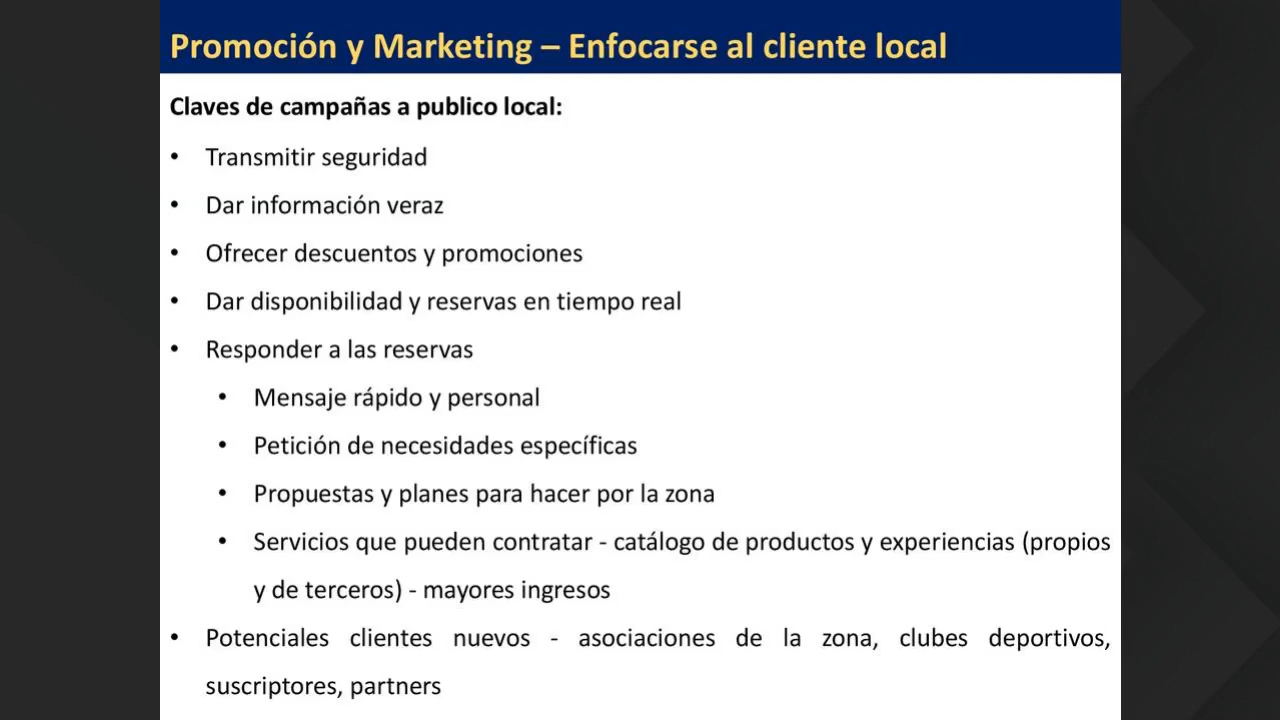 Promoción y Marketing – Enfocarse al cliente local
Claves de campañas a publico local:
• Transmitir seguridad
• Dar información veraz
• Ofrecer descuentos y promociones
• Dar disponibilidad y reservas en tiempo real
• Responder a las reservas
• Mensaje rápido y personal
• Petición de necesidades específicas
• Propuestas y planes para hacer por la zona
• Servicios que pueden contratar - catálogo de productos y experiencias (propios
y de terceros) - mayores ingresos
• Potenciales clientes nuevos - asociaciones de la zona, clubes deportivos,
suscriptores, partners